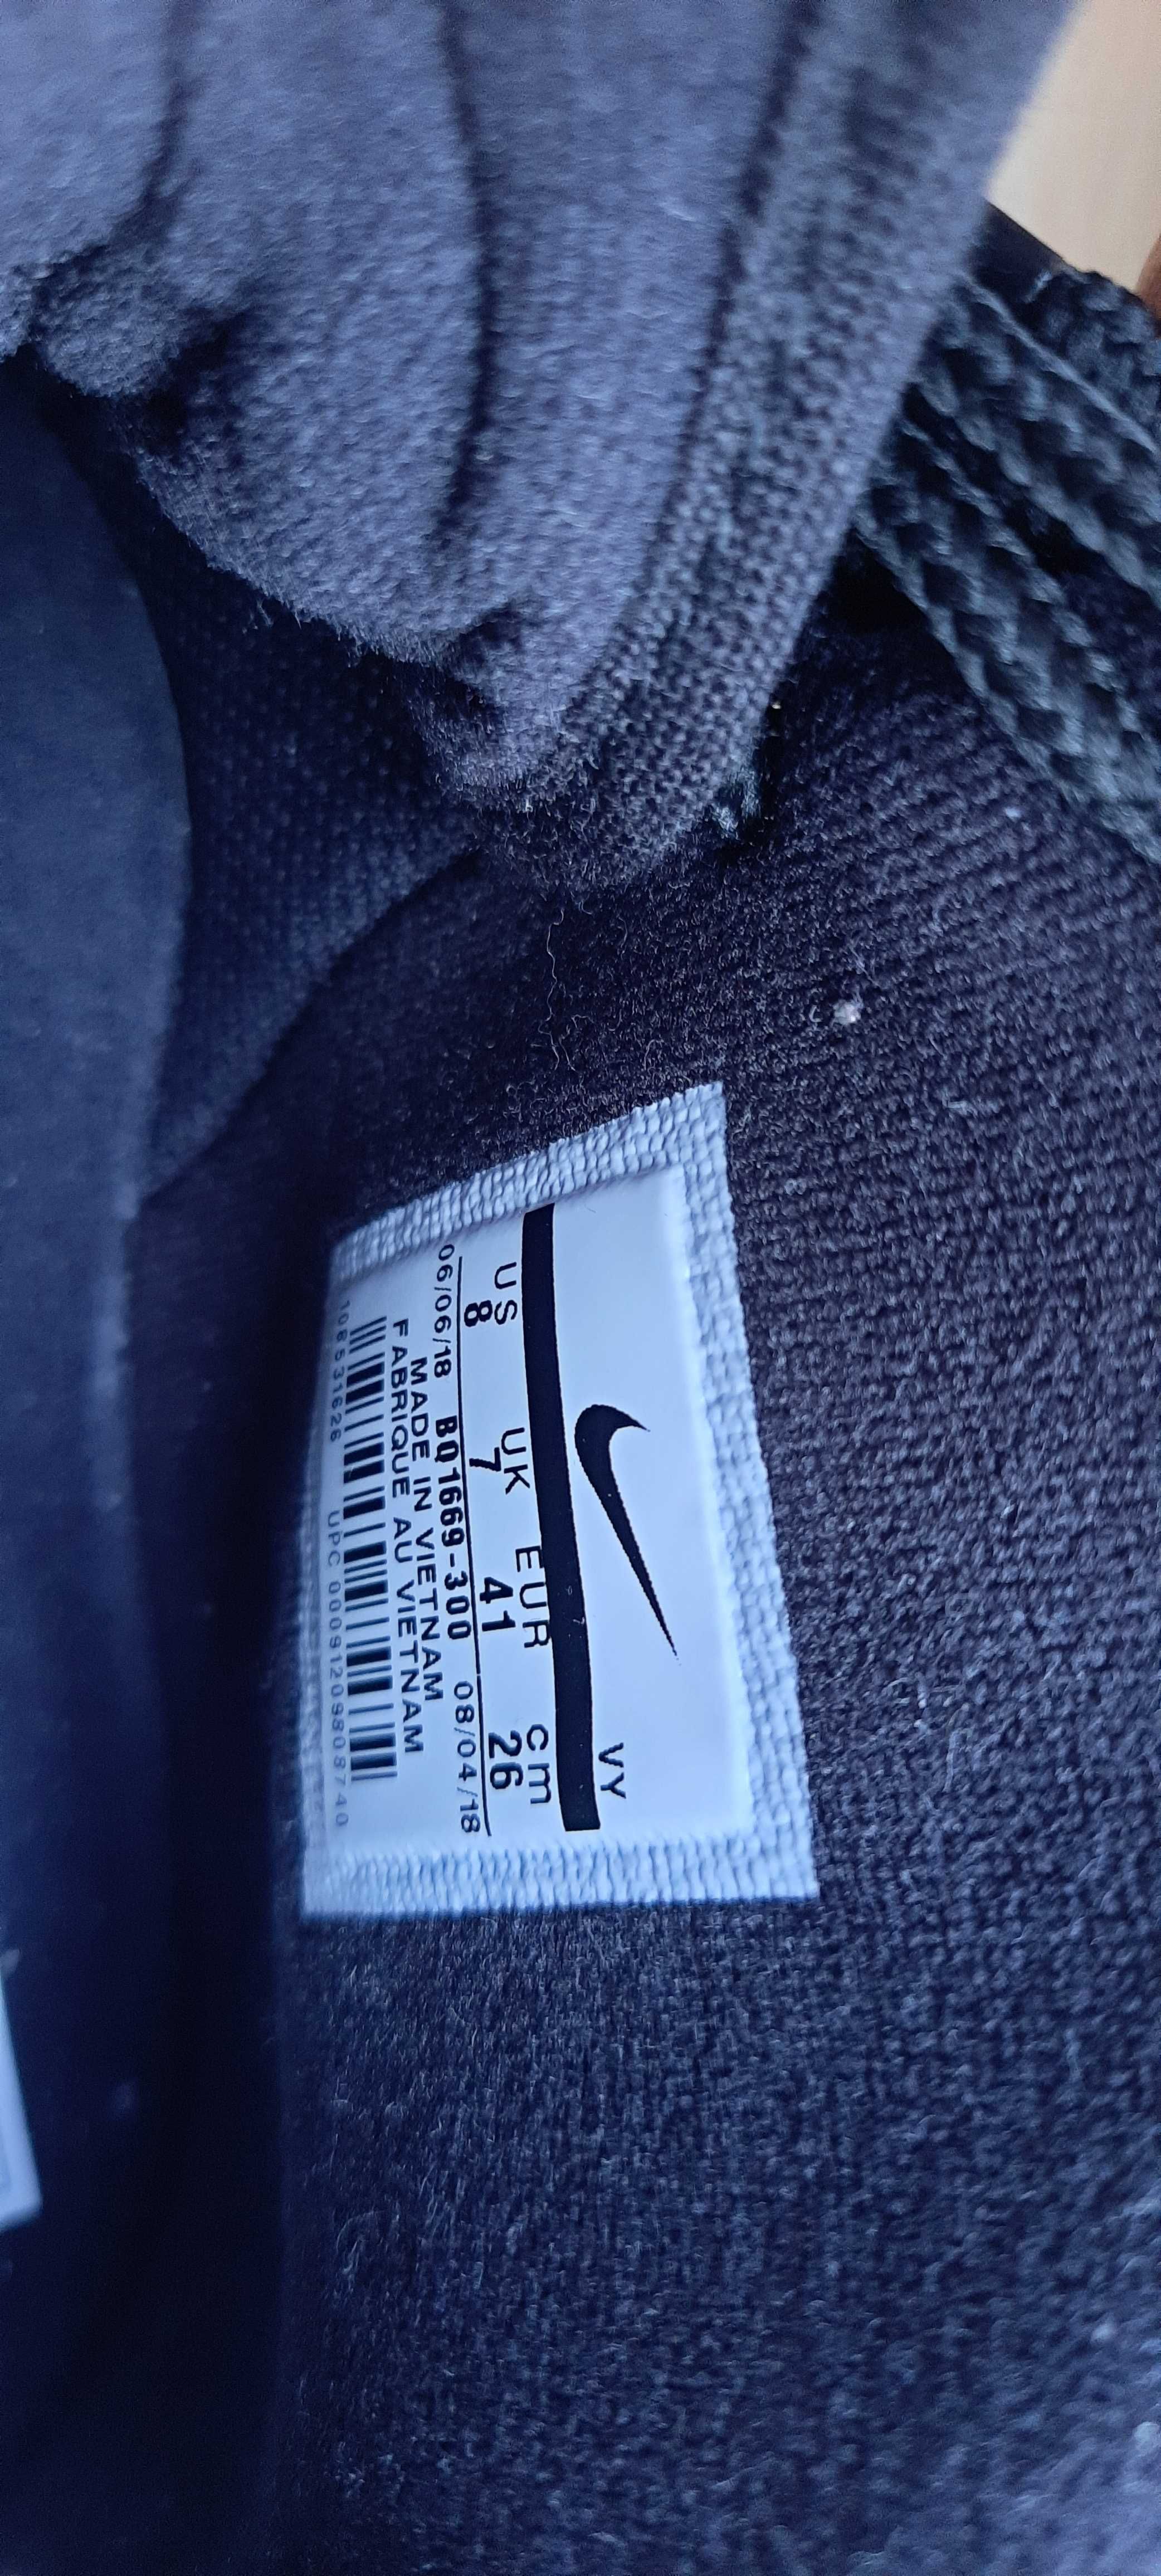 VY
US UK EUR cm
8 7 41 26
06/06/18 BQ1669-300 08/04/18
MADE IN VIETNAM
FABRIQUE AU VIETNAM
UPC 00091209808740